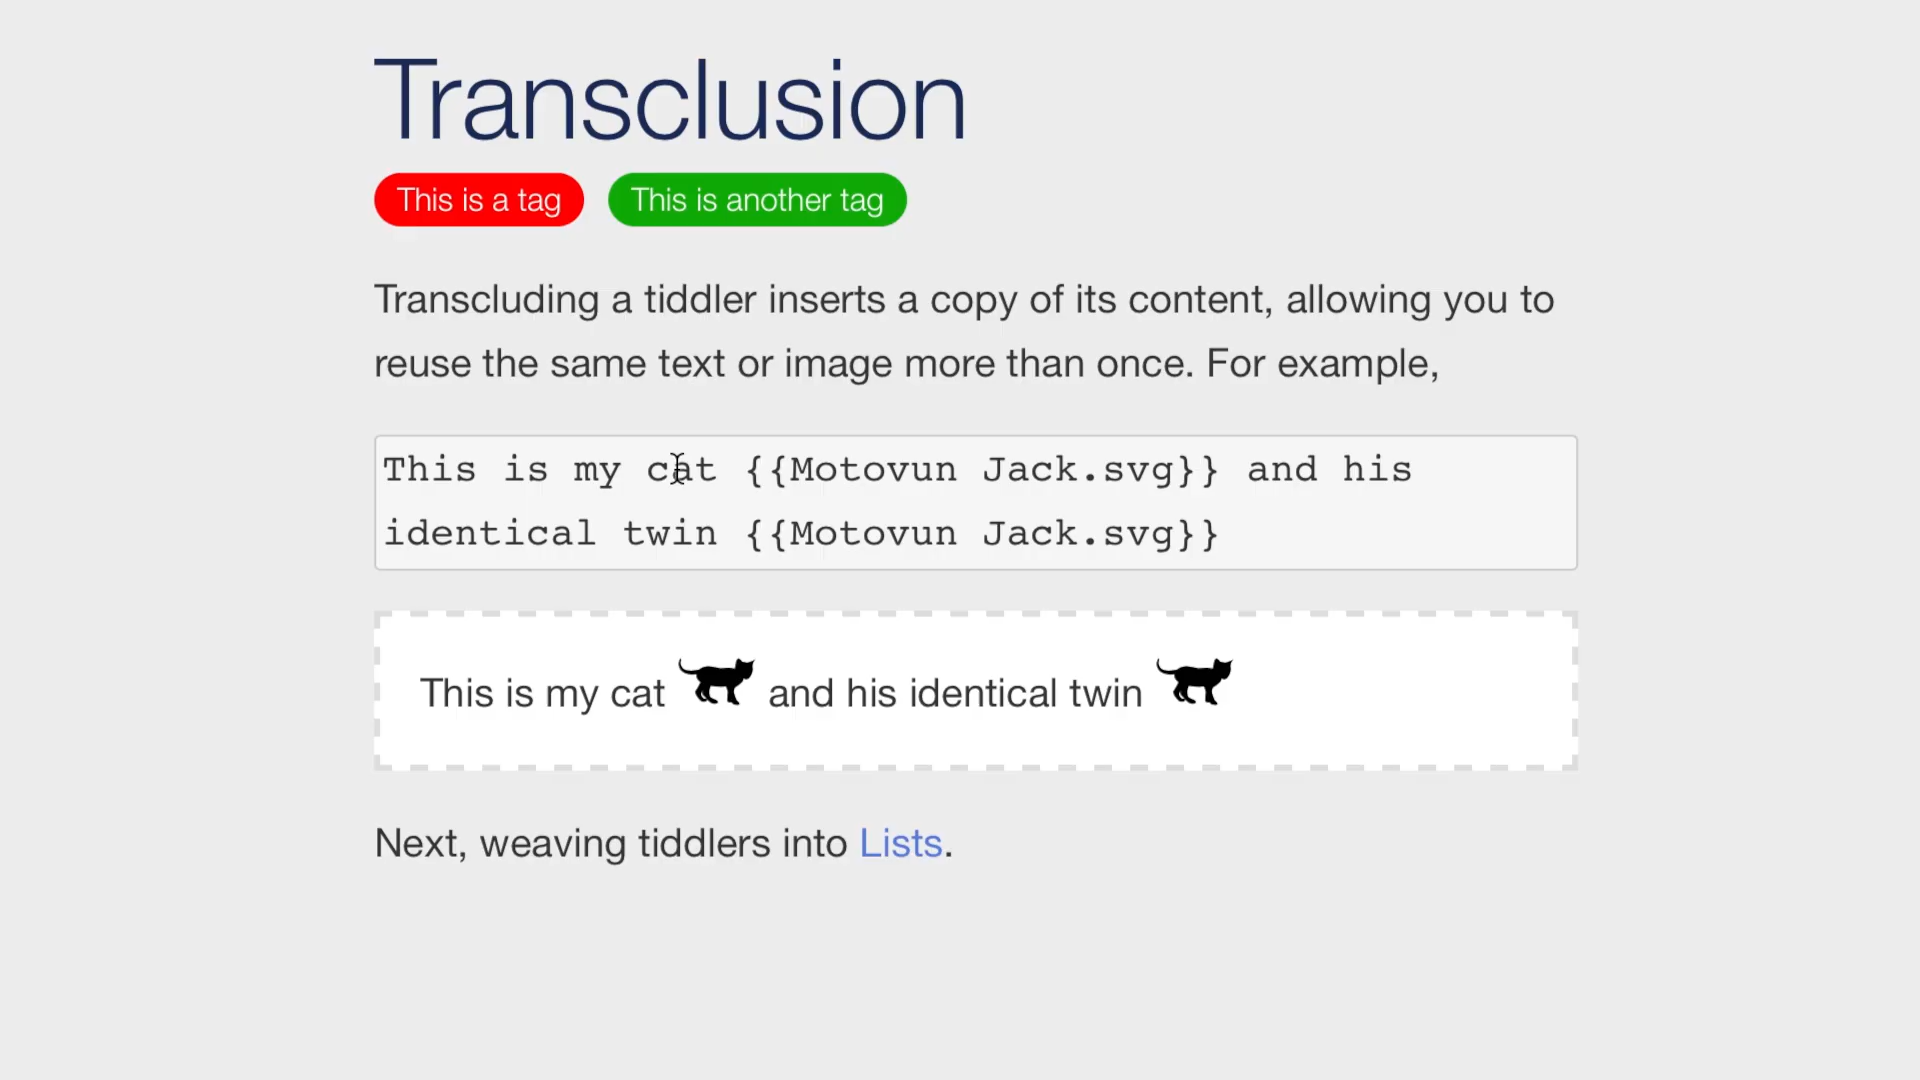 Transclusion
This is a tag This is another tag
Transcluding a tiddler inserts a copy of its content, allowing you to
reuse the same text or image more than once. For example,
This is my cat {{Motovun Jack.svg}} and his
identical twin {{Motovun Jack.svg}}
This is my cat and his identical twin
Next, weaving tiddlers into Lists.